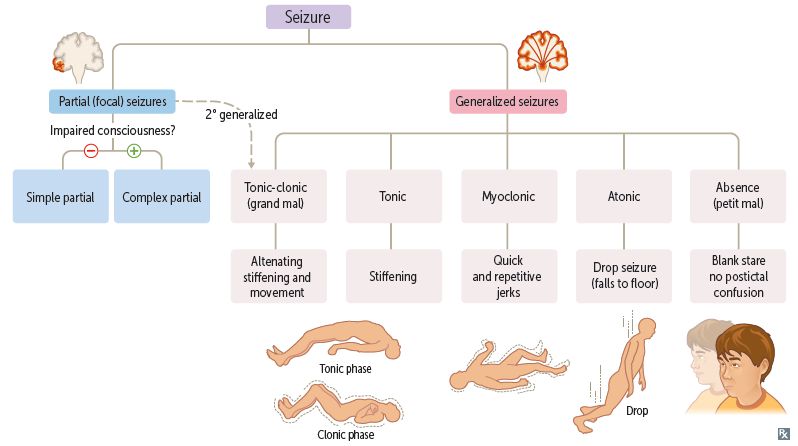 Seizure
Partial (focal) seizures
Generalized seizures
2° generalized
Impaired consciousness?
Simple partial
Complex partial
Tonic-clonic
(grand mal)
Tonic
Myoclonic
Atonic
Absence
(petit mal)
Altenating
stiffening and
movement
Stiffening
Quick
and repetitive
jerks
Drop seizure
(falls to floor)
Blank stare
no postictal
confusion
Tonic phase
Clonic phase
Drop
Rx